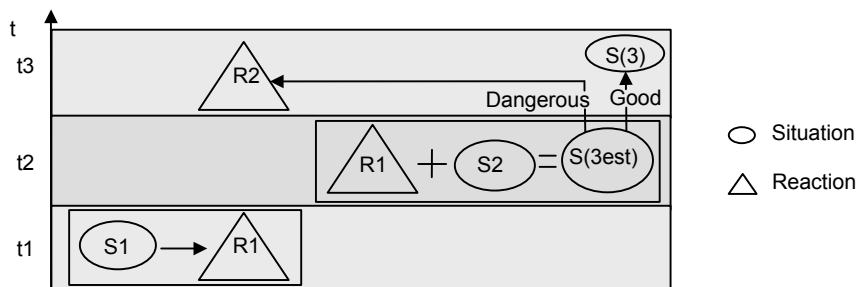 t
t3
R2
S(3)
Dangerous Good
t2
R1 + S2 = S(3est)
t1
S1 R1
Situation
Reaction